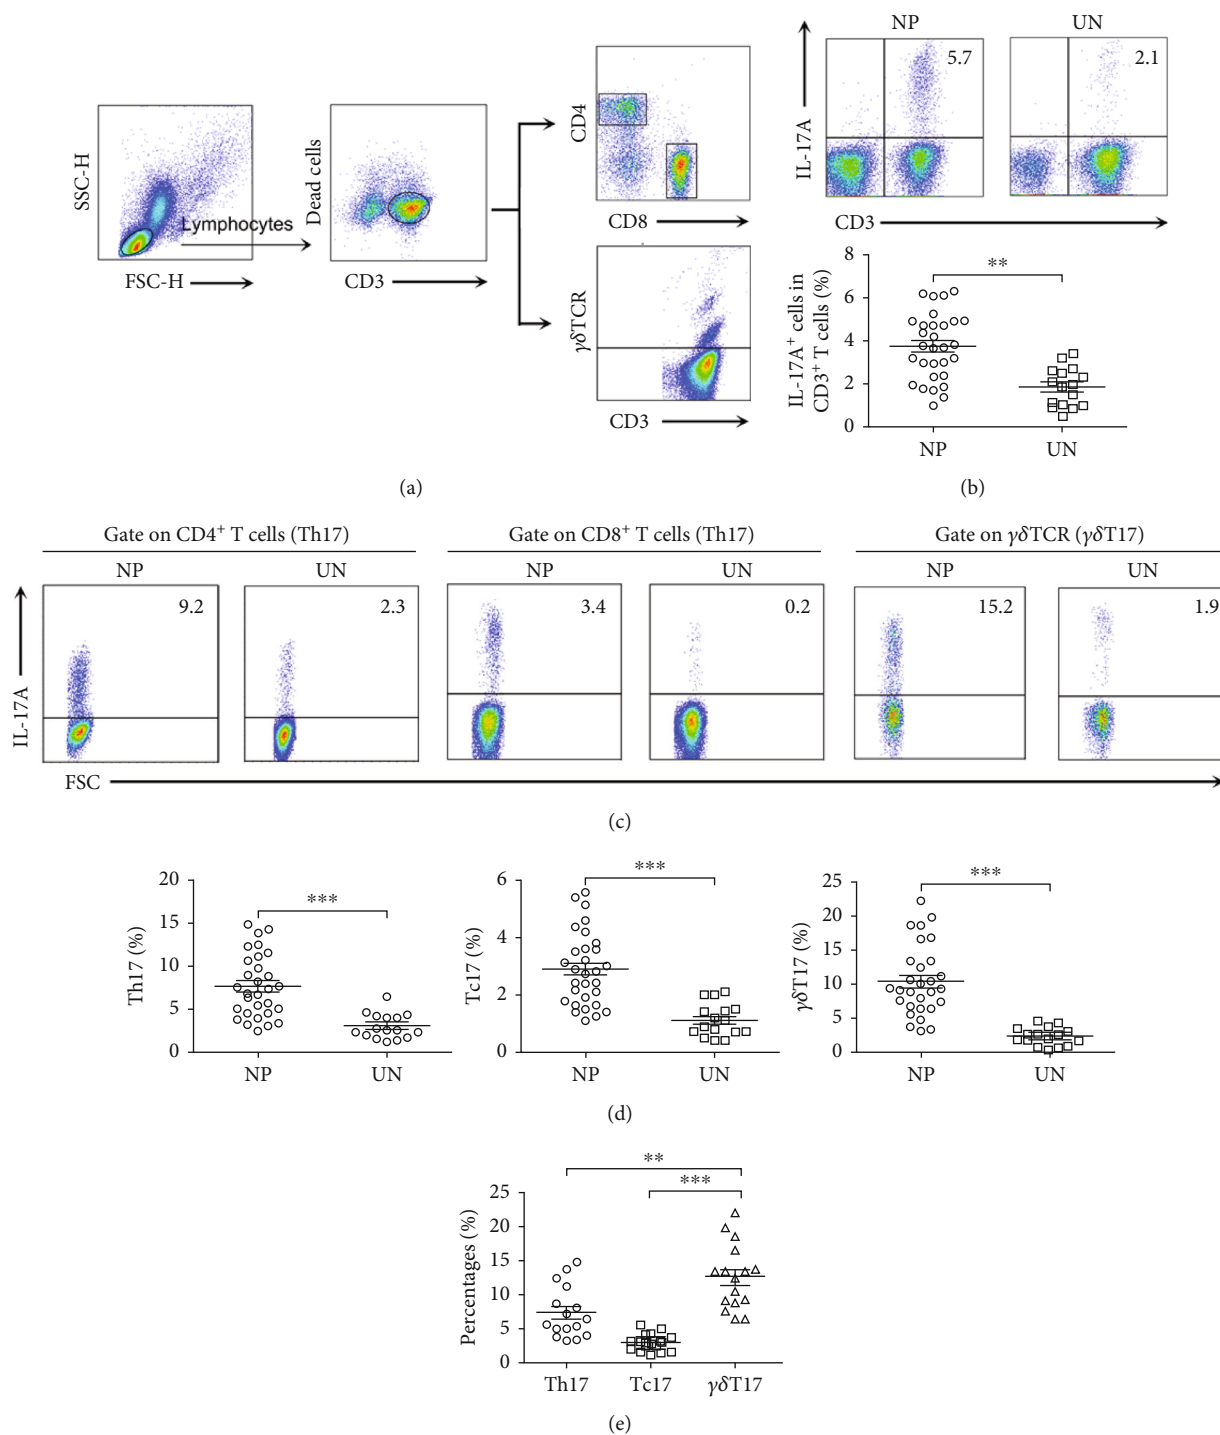 SSC-H
Lymphocytes
FSC-H
Dead cells
CD3
CD4
CD8
γδTCR
CD3
(a)
NP
UN
IL-17A
5.7
2.1
CD3
IL-17A⁺ cells in
CD3⁺ T cells (%)
8
6
4
2
0
**
NP
UN
(b)
Gate on CD4⁺ T cells (Th17)
Gate on CD8⁺ T cells (Th17)
Gate on γδTCR (γδT17)
NP
UN
NP
UN
NP
UN
IL-17A
9.2
2.3
3.4
0.2
15.2
1.9
FSC
(c)
Th17 (%)
20
15
10
5
0
***
NP
UN
Tc17 (%)
6
4
2
0
***
NP
UN
γδT17 (%)
25
20
15
10
5
0
***
NP
UN
(d)
Percentages (%)
25
20
15
10
5
0
**
***
Th17
Tc17
γδT17
(e)